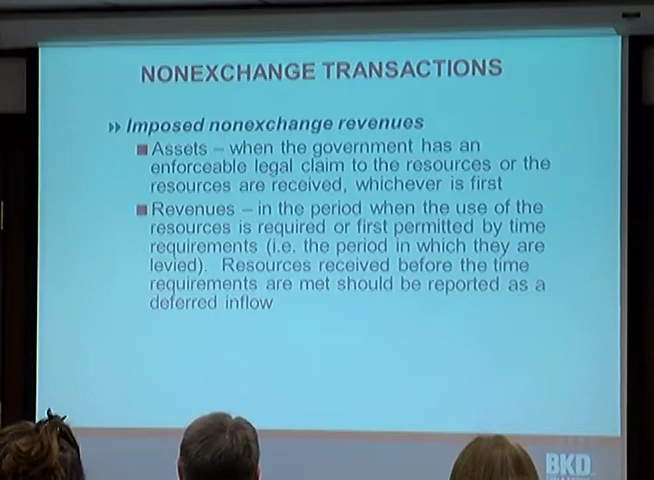 NONEXCHANGE TRANSACTIONS
Imposed nonexchange revenues
Assets – when the government has an
enforceable legal claim to the resources or the
resources are received, whichever is first
Revenues – in the period when the use of the
resources is required or first permitted by time
requirements (i.e. the period in which they are
levied). Resources received before the time
requirements are met should be reported as a
deferred inflow
BKD